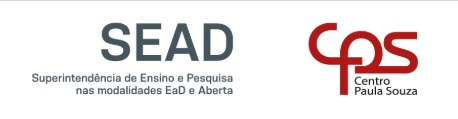 SEAD
Superintendência de Ensino e Pesquisa
nas modalidades EaD e Aberta
cps
Centro
Paula Souza